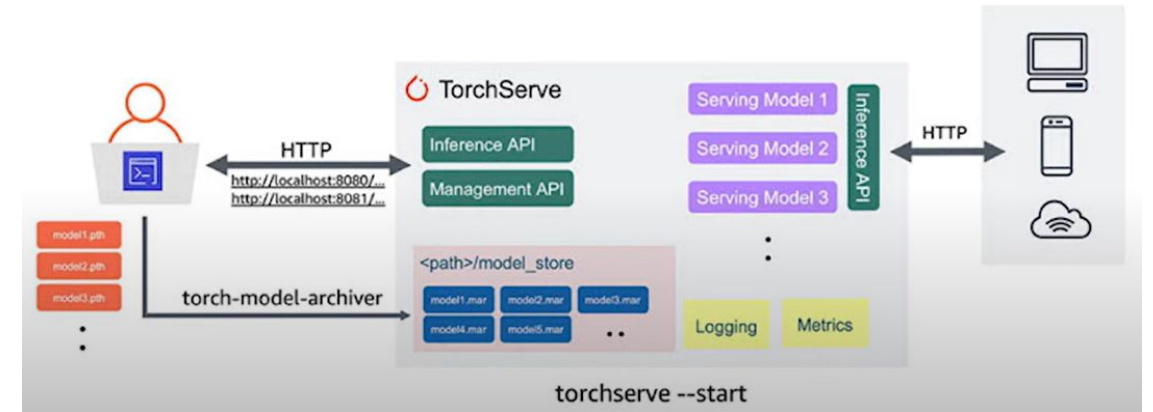 TorchServe
Inference API
Management API
HTTP
http://localhost:8080/...
http://localhost:8081/...
model1.pth
model2.pth
model3.pth
torch-model-archiver
<path>/model_store
model1.mar
model2.mar
model3.mar
model4.mar
model5.mar
Serving Model 1
Serving Model 2
Serving Model 3
Inference API
HTTP
Logging
Metrics
torchserve --start